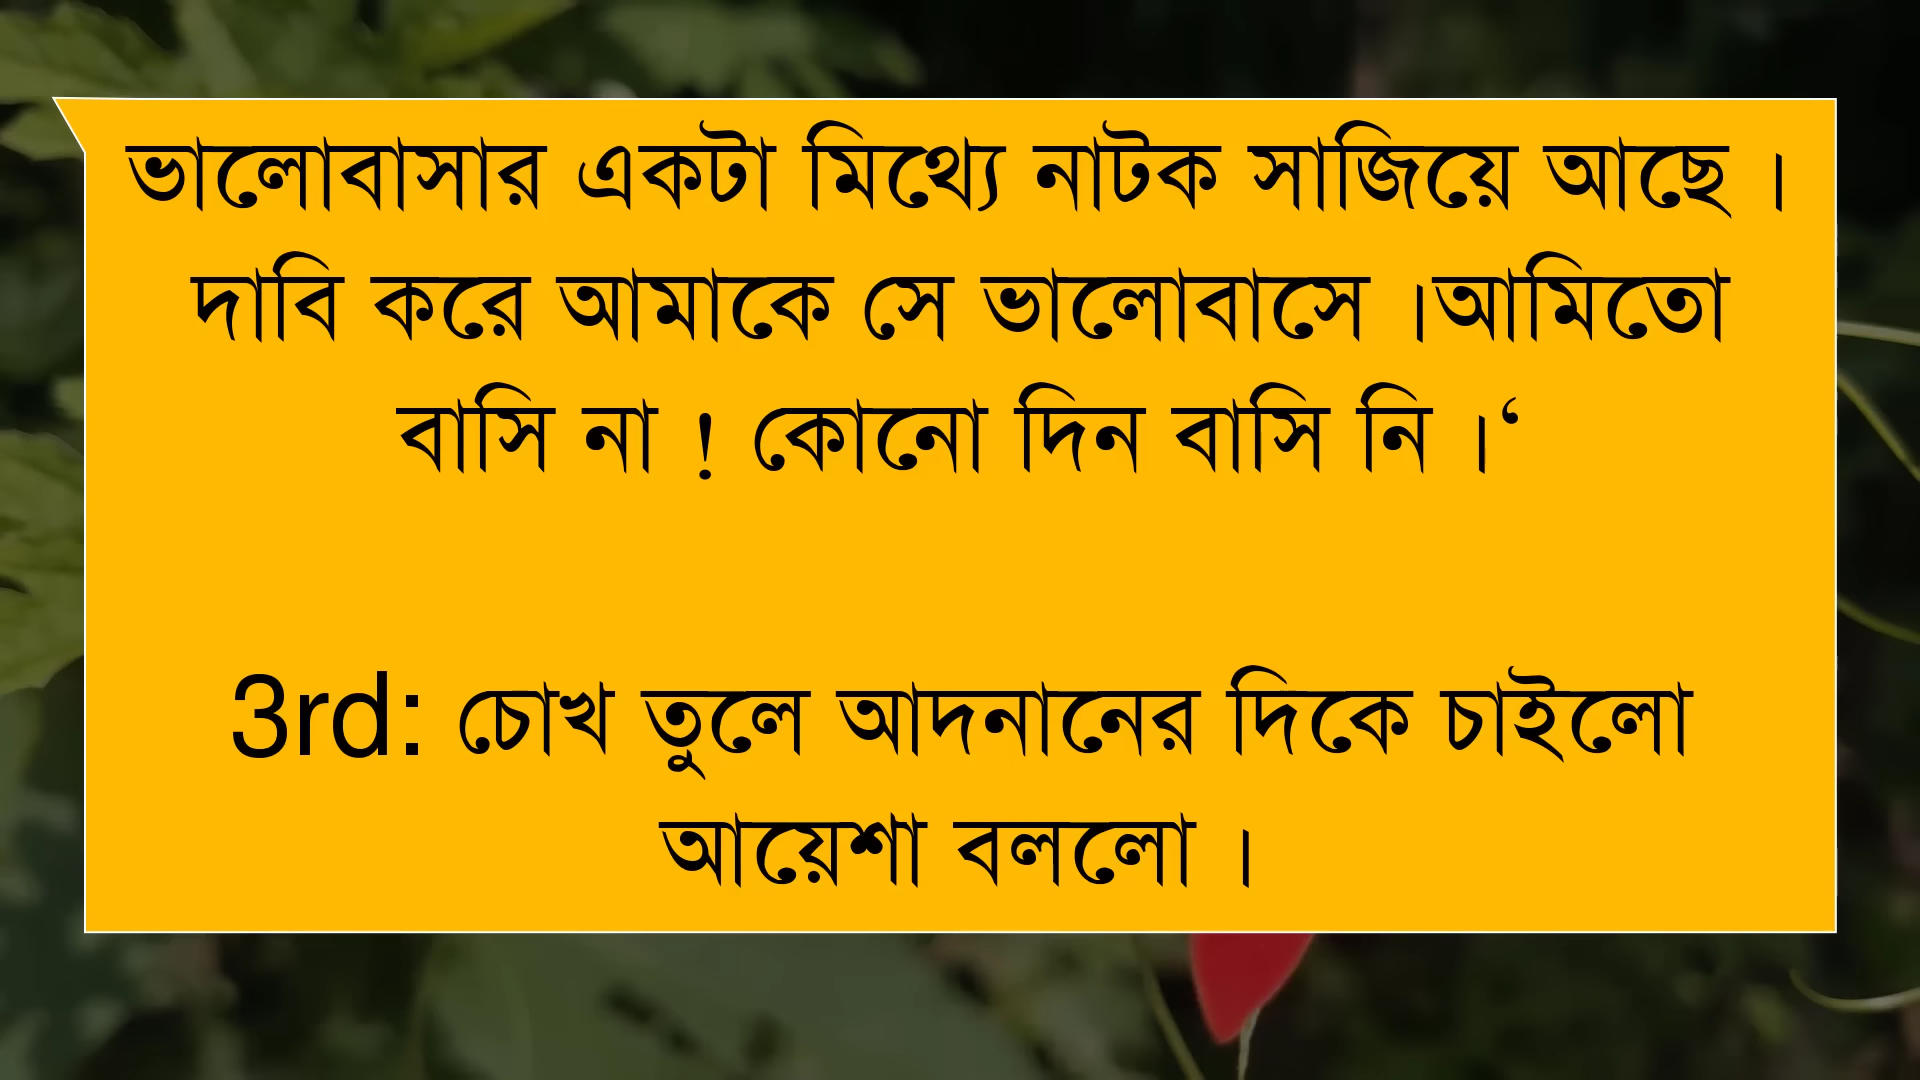 ভালোবাসার একটা মিথ্যে নাটক সাজিয়ে আছে ।
দাবি করে আমাকে সে ভালোবাসে ।আমিতো
বাসি না ! কোনো দিন বাসি নি ।‘
3rd: চোখ তুলে আদনানের দিকে চাইলো
আয়েশা বললো ।